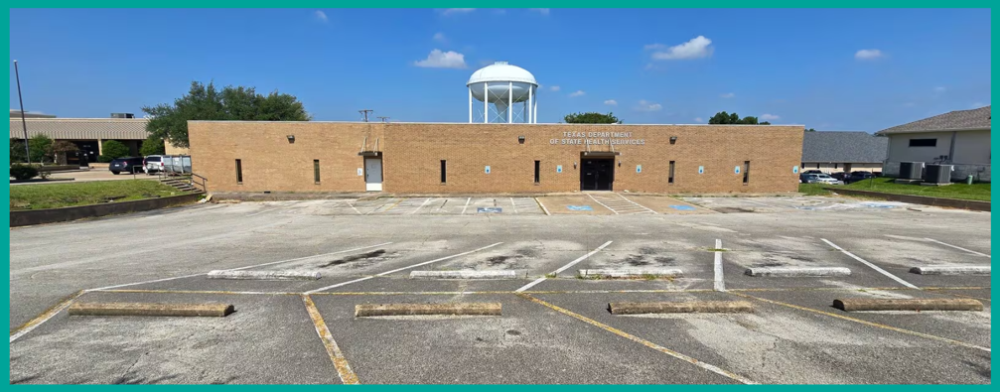 TEXAS DEPARTMENT
OF STATE HEALTH SERVICES